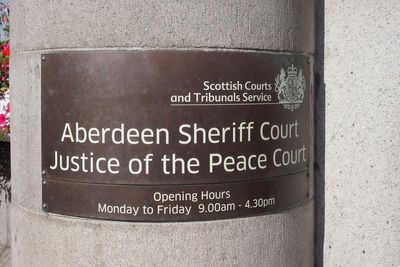 Scottish Courts
and Tribunals Service
Aberdeen Sheriff Court
Justice of the Peace Court
Opening Hours
Monday to Friday 9.00am - 4.30pm